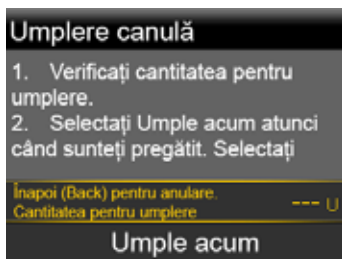 Umplere canulă
1. Verificați cantitatea pentru
umplere.
2. Selectați Umple acum atunci
când sunteți pregătit. Selectați
Înapoi (Back) pentru anulare.
Cantitatea pentru umplere --- U
Umple acum